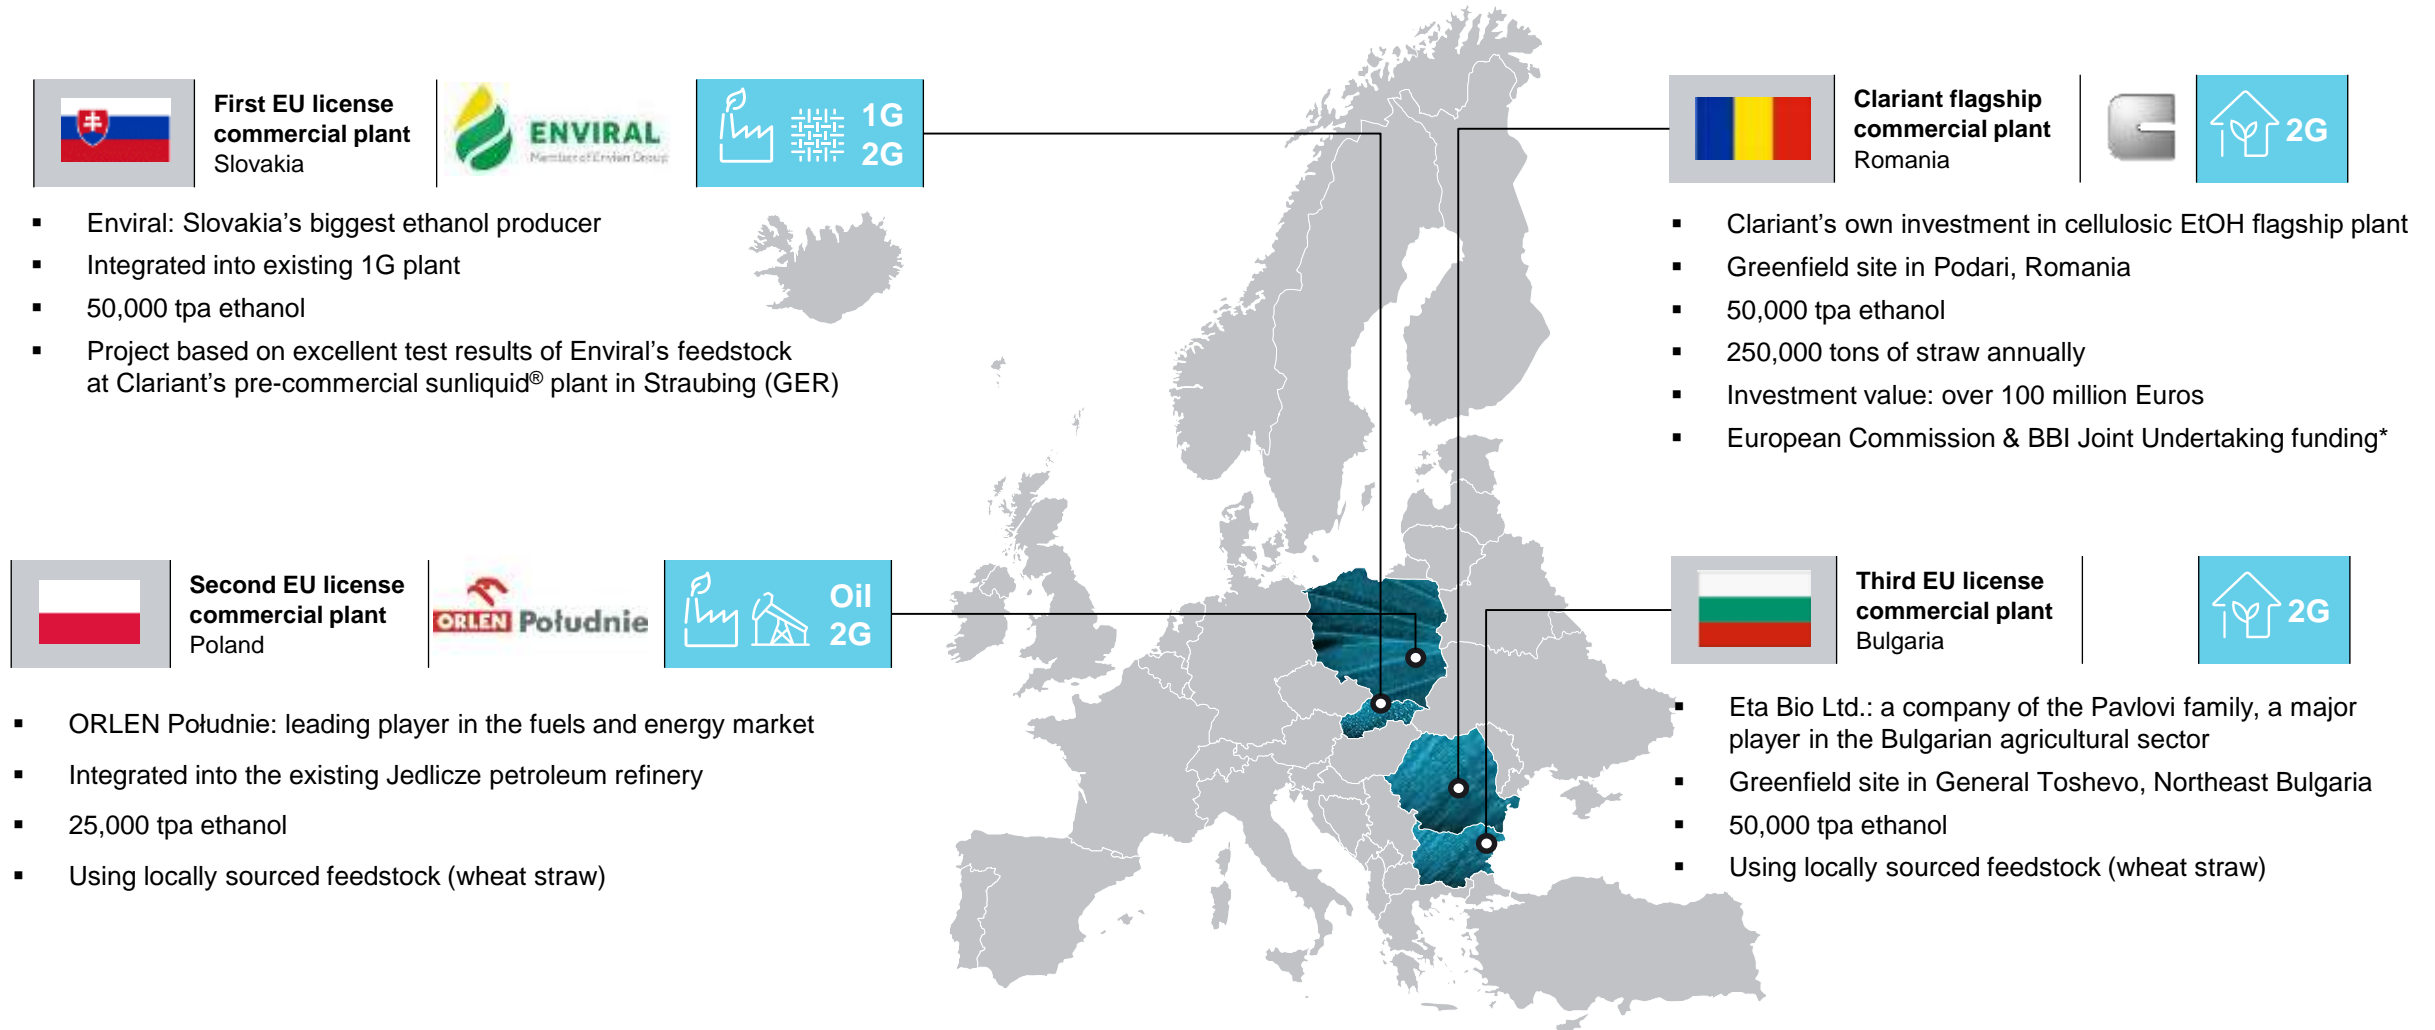 First EU license
commercial plant
Slovakia
ENVIRAL
Member of Envien Group
1G
2G
▪ Enviral: Slovakia’s biggest ethanol producer
▪ Integrated into existing 1G plant
▪ 50,000 tpa ethanol
▪ Project based on excellent test results of Enviral’s feedstock
at Clariant’s pre-commercial sunliquid® plant in Straubing (GER)
Clariant flagship
commercial plant
Romania
2G
▪ Clariant’s own investment in cellulosic EtOH flagship plant
▪ Greenfield site in Podari, Romania
▪ 50,000 tpa ethanol
▪ 250,000 tons of straw annually
▪ Investment value: over 100 million Euros
▪ European Commission & BBI Joint Undertaking funding*
Second EU license
commercial plant
Poland
ORLEN Południe
Oil
2G
▪ ORLEN Południe: leading player in the fuels and energy market
▪ Integrated into the existing Jedlicze petroleum refinery
▪ 25,000 tpa ethanol
▪ Using locally sourced feedstock (wheat straw)
Third EU license
commercial plant
Bulgaria
2G
▪ Eta Bio Ltd.: a company of the Pavlovi family, a major
player in the Bulgarian agricultural sector
▪ Greenfield site in General Toshevo, Northeast Bulgaria
▪ 50,000 tpa ethanol
▪ Using locally sourced feedstock (wheat straw)